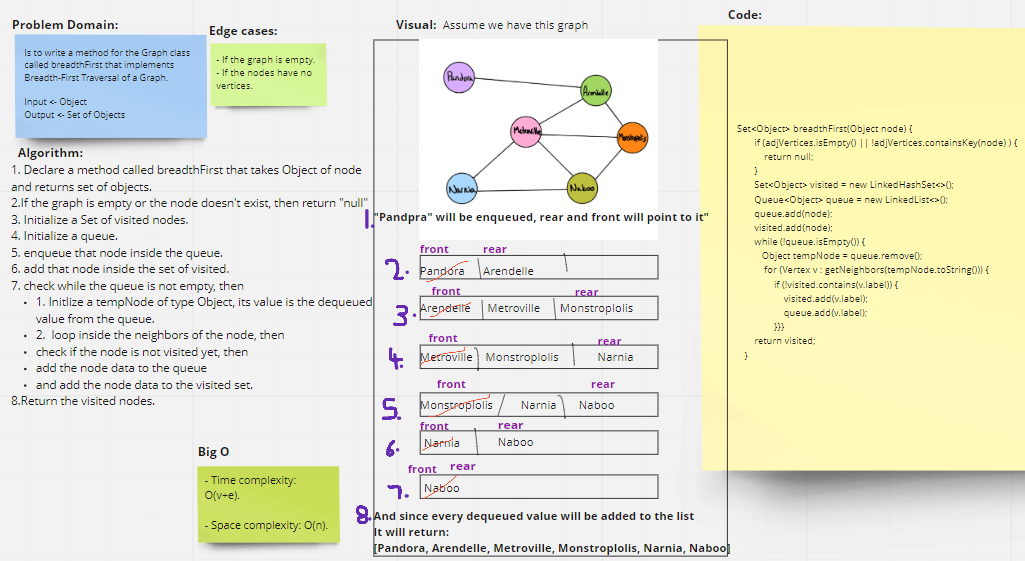 Problem Domain:
Is to write a method for the Graph class
called breadthFirst that implements
Breadth-First Traversal of a Graph.
Input <- Object
Output <- Set of Objects
Edge cases:
- If the graph is empty.
- If the nodes have no
vertices.
Algorithm:
1. Declare a method called breadthFirst that takes Object of node
and returns set of objects.
2.If the graph is empty or the node doesn't exist, then return "null"
3. Initialize a Set of visited nodes.
4. Initialize a queue.
5. enqueue that node inside the queue.
6. add that node inside the set of visited.
7. check while the queue is not empty, then
• 1. Initlize a tempNode of type Object, its value is the dequeued
value from the queue.
• 2. loop inside the neighbors of the node, then
• check if the node is not visited yet, then
• add the node data to the queue
• and add the node data to the visited set.
8.Return the visited nodes.
Big O
- Time complexity:
O(v+e).
- Space complexity: O(n).
Visual: Assume we have this graph
Pandora
Arendelle
Metroville
Monstroplolis
Narnia
Naboo
1. "Pandpra" will be enqueued, rear and front will point to it"
front rear
2. Pandora Arendelle
front rear
3. Arendelle Metroville Monstroplolis
front rear
4. Metroville Monstroplolis Narnia
front rear
5. Monstroplolis Narnia Naboo
front rear
6. Narnia Naboo
front rear
7. Naboo
8. And since every dequeued value will be added to the list
It will return:
[Pandora, Arendelle, Metroville, Monstroplolis, Narnia, Naboo]
Code:
Set<Object> breadthFirst(Object node) {
if (adjVertices.isEmpty() || !adjVertices.containsKey(node) ) {
return null;
}
Set<Object> visited = new LinkedHashSet<>();
Queue<Object> queue = new LinkedList<>();
queue.add(node);
visited.add(node);
while (!queue.isEmpty()) {
Object tempNode = queue.remove();
for (Vertex v : getNeighbors(tempNode.toString())) {
if (!visited.contains(v.label)) {
visited.add(v.label);
queue.add(v.label);
}}}
return visited;
}